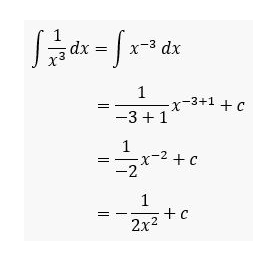 ∫ 1/x³ dx = ∫ x⁻³ dx
= 1/(−3 + 1) x⁻³⁺¹ + c
= 1/−2 x⁻² + c
= − 1/2x² + c